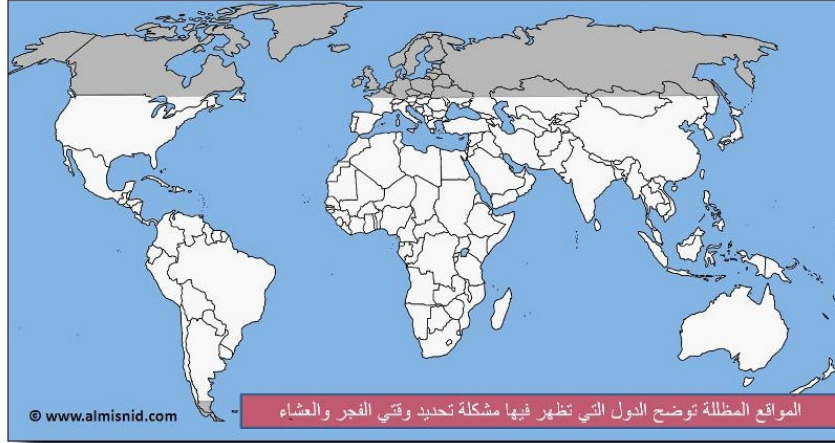 المواقع المظللة توضح الدول التي تظهر فيها مشكلة تحديد وقتي الفجر والعشاء
© www.almisnid.com